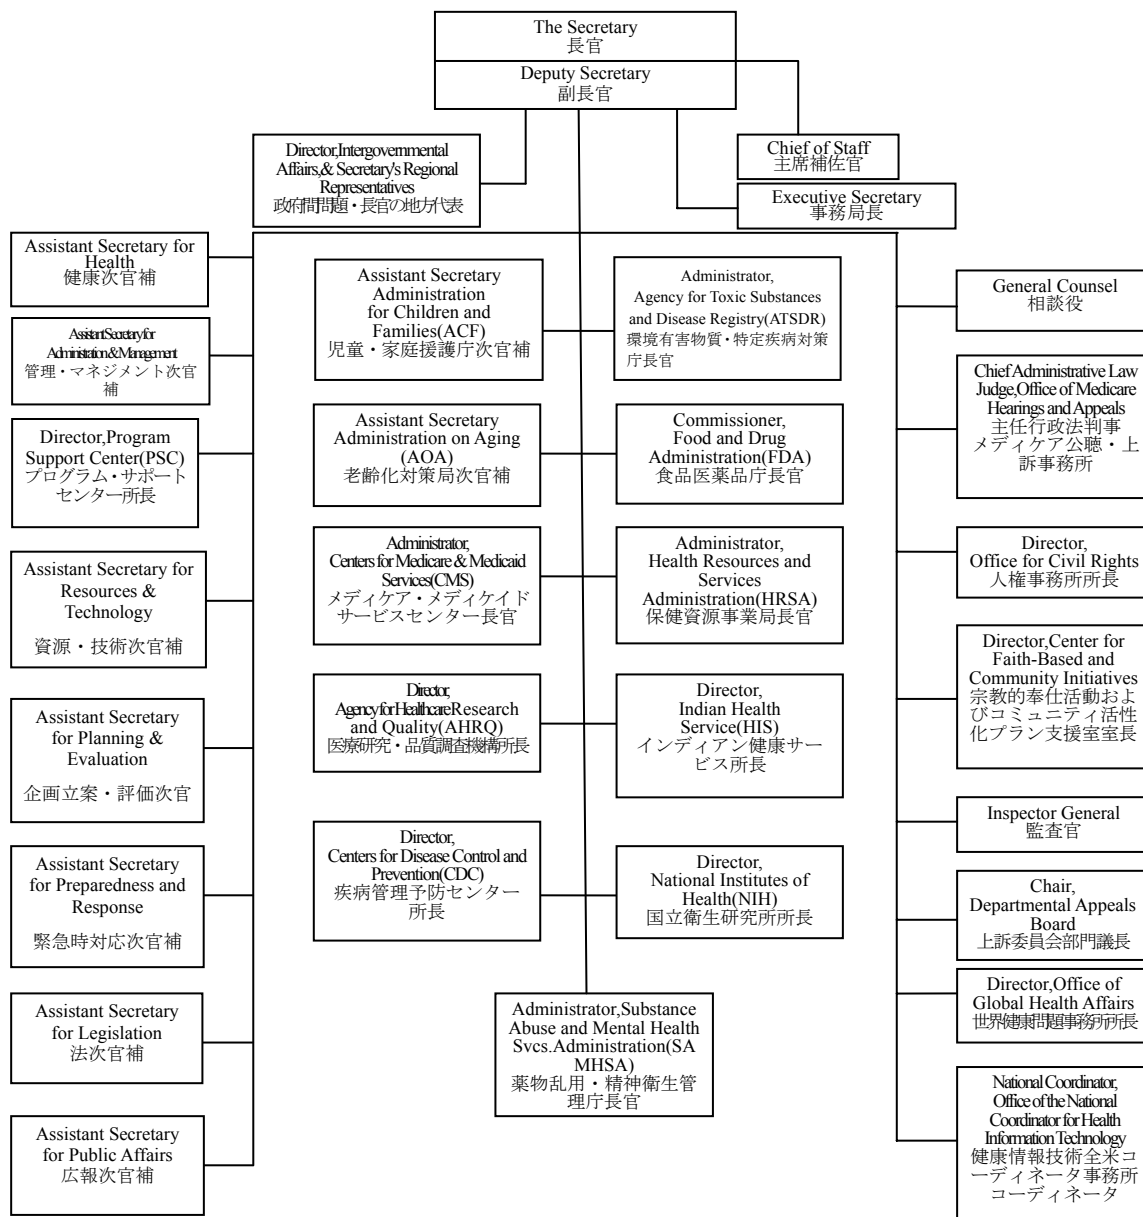 The Secretary
長官
Deputy Secretary
副長官
Director,Intergovernmental
Affairs,& Secretary's Regional
Representatives
政府間問題・長官の地方代表
Chief of Staff
主席補佐官
Executive Secretary
事務局長
Assistant Secretary for
Health
健康次官補
Assistant Secretary for
Administration & Management
管理・マネジメント次官
補
Director,Program
Support Center(PSC)
プログラム・サポート
センター所長
Assistant Secretary for
Resources &
Technology
資源・技術次官補
Assistant Secretary
for Planning &
Evaluation
企画立案・評価次官
Assistant Secretary
for Preparedness and
Response
緊急時対応次官補
Assistant Secretary
for Legislation
法次官補
Assistant Secretary
for Public Affairs
広報次官補
Assistant Secretary
Administration
for Children and
Families(ACF)
児童・家庭援護庁次官補
Administrator,
Agency for Toxic Substances
and Disease Registry(ATSDR)
環境有害物質・特定疾病対策
庁長官
Assistant Secretary
Administration on Aging
(AOA)
老齢化対策局次官補
Commissioner,
Food and Drug
Administration(FDA)
食品医薬品庁長官
Administrator,
Centers for Medicare & Medicaid
Services(CMS)
メディケア・メディケイド
サービスセンター長官
Administrator,
Health Resources and
Services
Administration(HRSA)
保健資源事業局長官
Director,
Agency for Healthcare Research
and Quality(AHRQ)
医療研究・品質調査機構所長
Director,
Indian Health
Service(HIS)
インディアン健康サー
ビス所長
Director,
Centers for Disease Control and
Prevention(CDC)
疾病管理予防センター
所長
Director,
National Institutes of
Health(NIH)
国立衛生研究所所長
Administrator,Substance
Abuse and Mental Health
Svcs.Administration(SA
MHSA)
薬物乱用・精神衛生管
理庁長官
General Counsel
相談役
Chief Administrative Law
Judge,Office of Medicare
Hearings and Appeals
主任行政法判事
メディケア公聴・上
訴事務所
Director,
Office for Civil Rights
人権事務所所長
Director,Center for
Faith-Based and
Community Initiatives
宗教的奉仕活動およ
びコミュニティ活性
化プラン支援室室長
Inspector General
監査官
Chair,
Departmental Appeals
Board
上訴委員会部門議長
Director,Office of
Global Health Affairs
世界健康問題事務所所長
National Coordinator,
Office of the National
Coordinator for Health
Information Technology
健康情報技術全米コ
ーディネータ事務所
コーディネータ